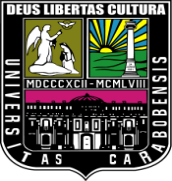 DEUS LIBERTAS CULTURA
MDCCCXCII-MCMLVIII
UNIVERSITAS CARABOBENSIS